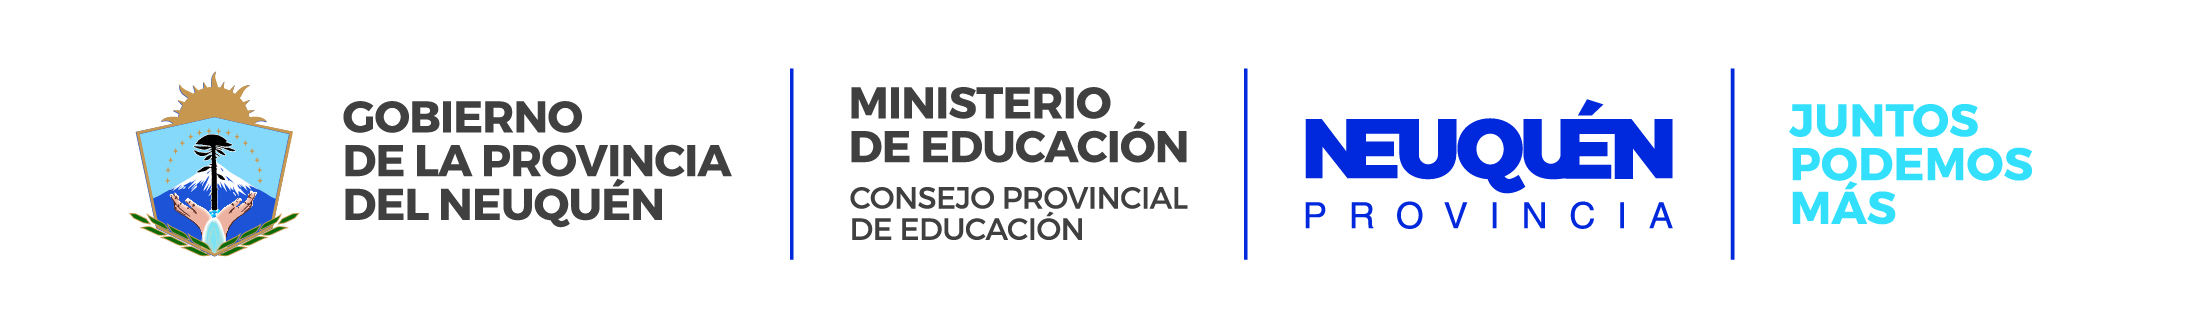 GOBIERNO
DE LA PROVINCIA
DEL NEUQUÉN
MINISTERIO
DE EDUCACIÓN
CONSEJO PROVINCIAL
DE EDUCACIÓN
NEUQUÉN
PROVINCIA
JUNTOS
PODEMOS
MÁS